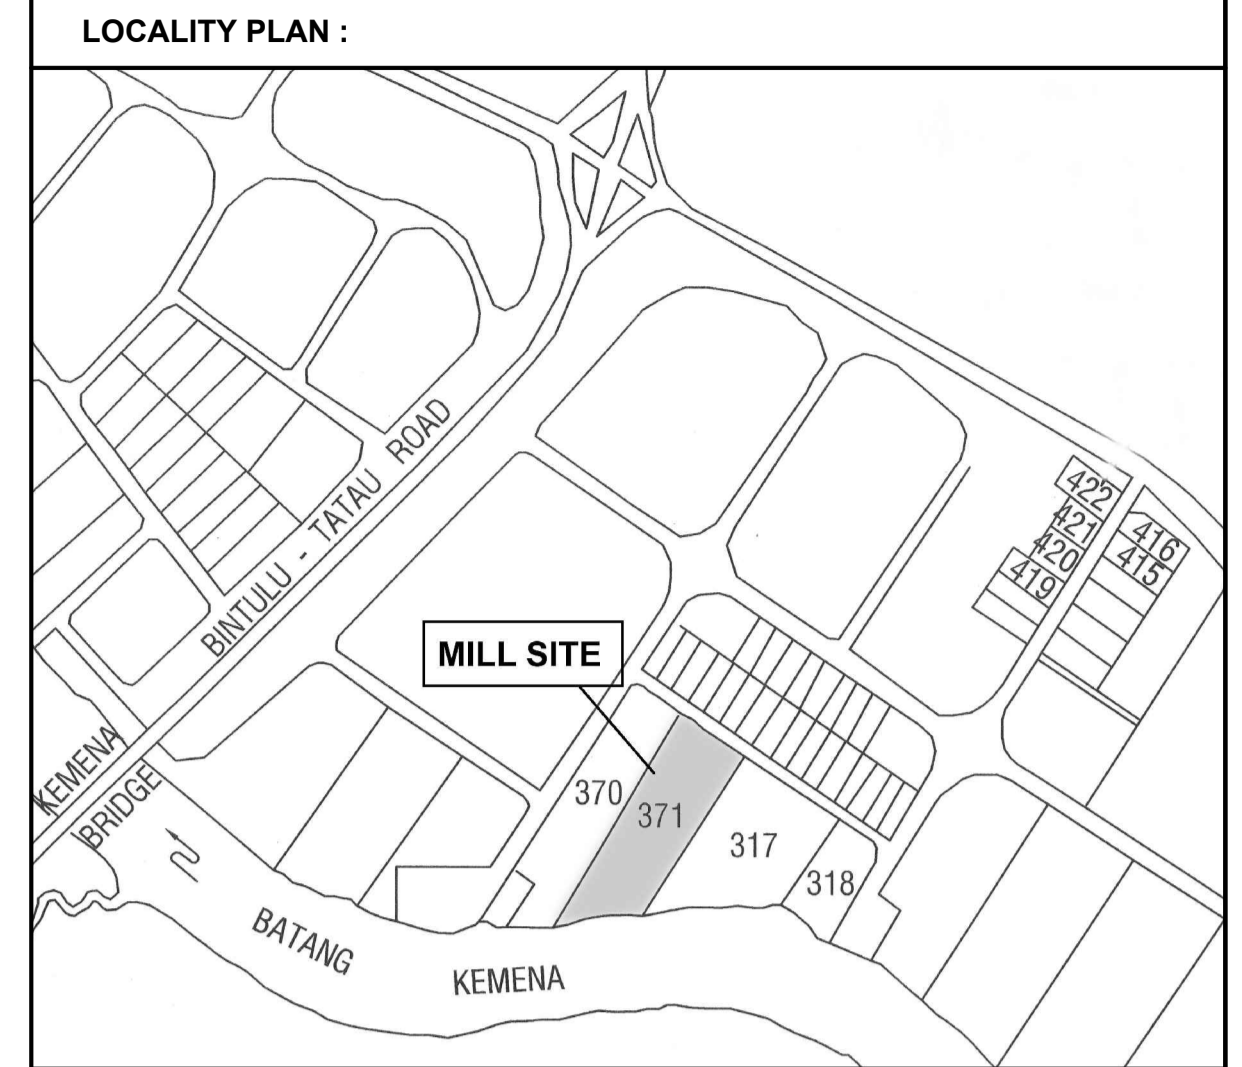 LOCALITY PLAN :
BINTULU - TATAU ROAD
422
421
420
419
416
415
MILL SITE
KEMENA
BRIDGE
370
371
317
318
BATANG
KEMENA